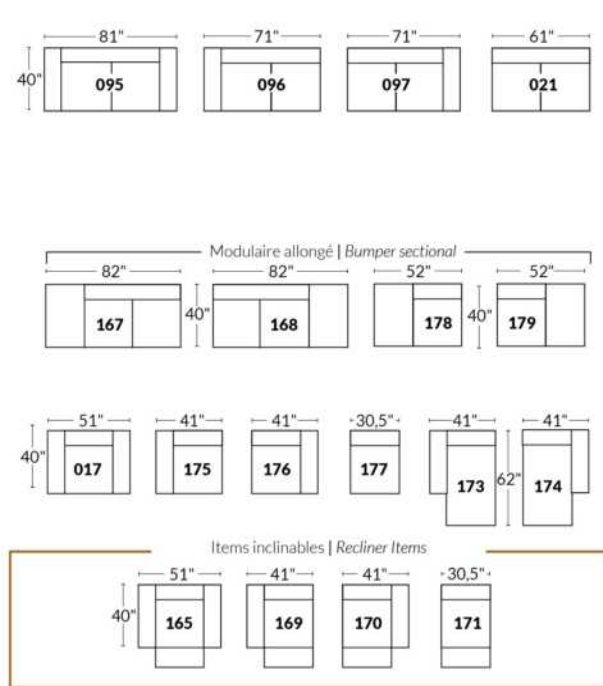 81" 71" 71" 61"
40" 095 096 097 021
Modulaire allongé | Bumper sectional
82" 82" 52" 52"
167 40" 168 178 40" 179
51" 41" 41" 30,5" 41" 41"
40" 017 175 176 177 173 62" 174
Items inclinables | Recliner Items
51" 41" 41" 30,5"
40" 165 169 170 171